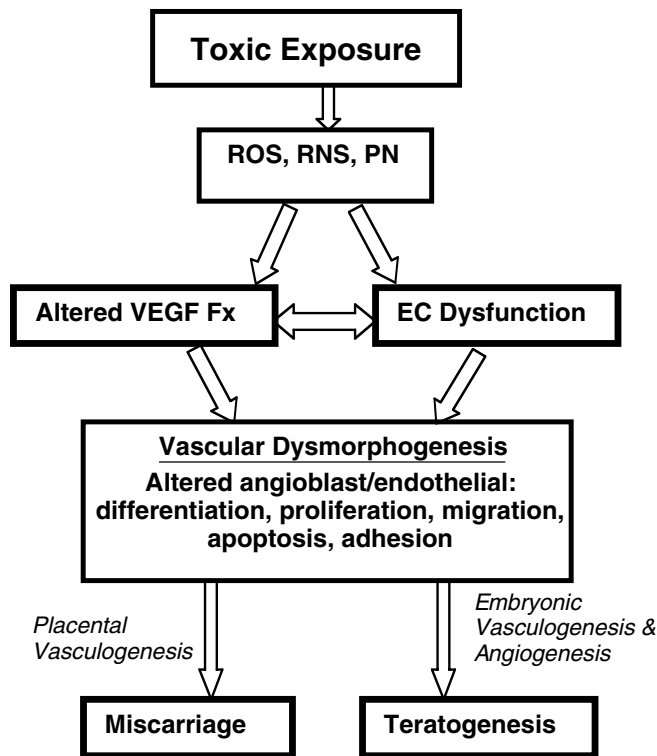 Toxic Exposure
ROS, RNS, PN
Altered VEGF Fx
EC Dysfunction
Vascular Dysmorphogenesis
Altered angioblast/endothelial:
differentiation, proliferation, migration,
apoptosis, adhesion
Placental
Vasculogenesis
Embryonic
Vasculogenesis &
Angiogenesis
Miscarriage
Teratogenesis